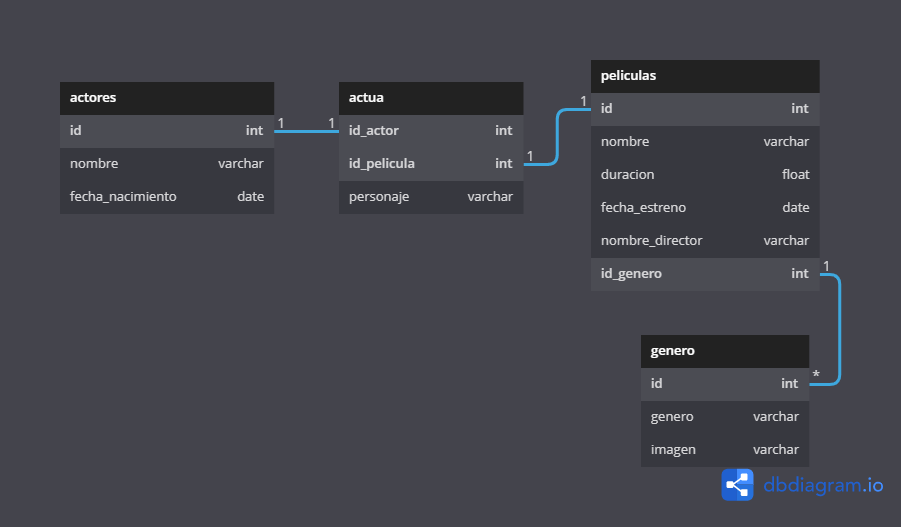 actores
id int
nombre varchar
fecha_nacimiento date
1 1
actua
id_actor int
id_pelicula int
personaje varchar
1 1
peliculas
id int
nombre varchar
duracion float
fecha_estreno date
nombre_director varchar
id_genero int
1
*
genero
id int
genero varchar
imagen varchar
dbdiagram.io